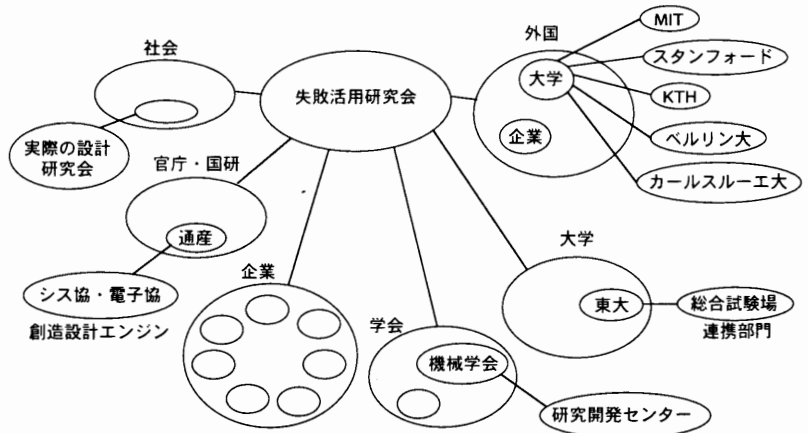 MIT
外国
社会
スタンフォード
大学
失敗活用研究会
KTH
企業
ベルリン大
実際の設計
研究会
官庁・国研
カールスルーエ大
通産
大学
企業
シス協・電子協
東大
総合試験場
創造設計エンジン
学会
連携部門
機械学会
研究開発センター